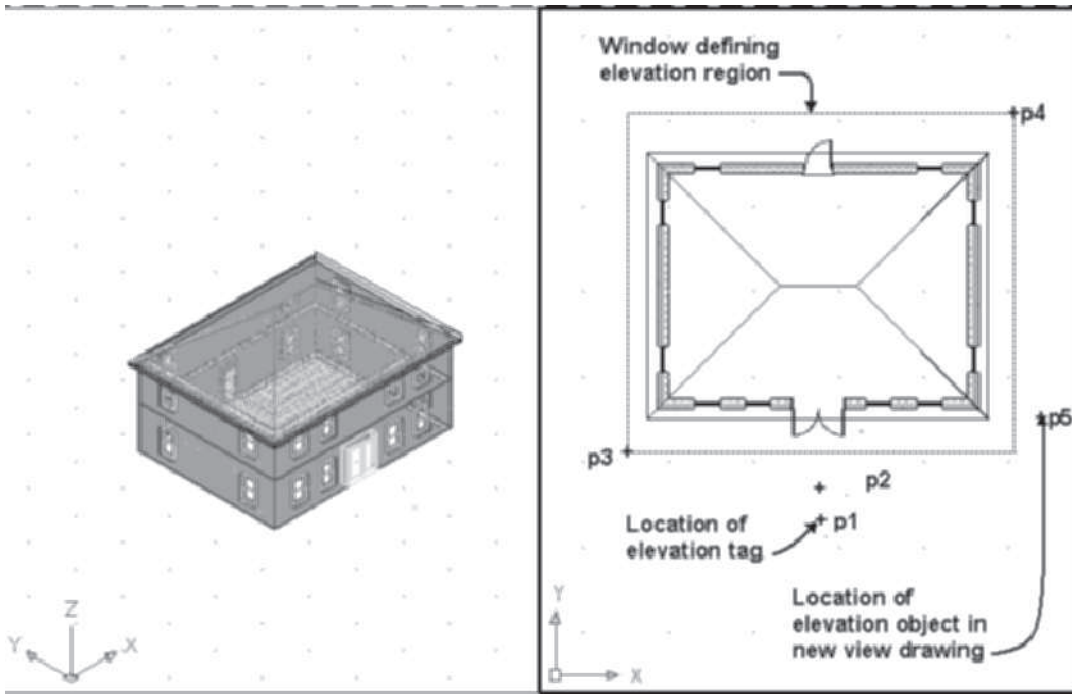 Window defining
elevation region
p4
p5
p3
p2
Location of
elevation tag
p1
Location of
elevation object in
new view drawing
Z
Y
X
Y
X